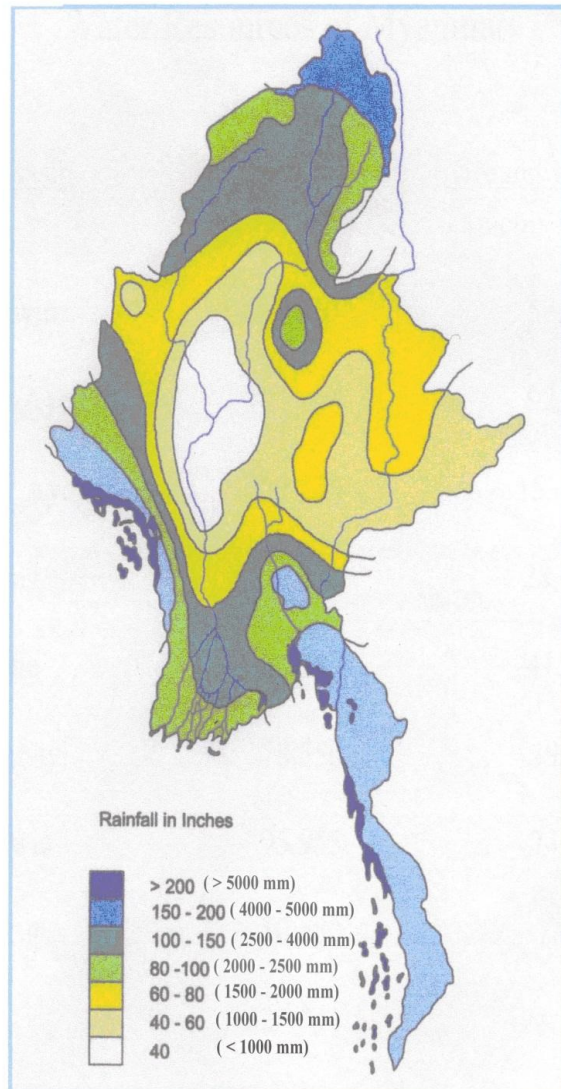 Rainfall in Inches
> 200 ( > 5000 mm)
150 - 200 ( 4000 - 5000 mm)
100 - 150 ( 2500 - 4000 mm)
80 -100 ( 2000 - 2500 mm)
60 - 80 ( 1500 - 2000 mm)
40 - 60 ( 1000 - 1500 mm)
40 ( < 1000 mm)